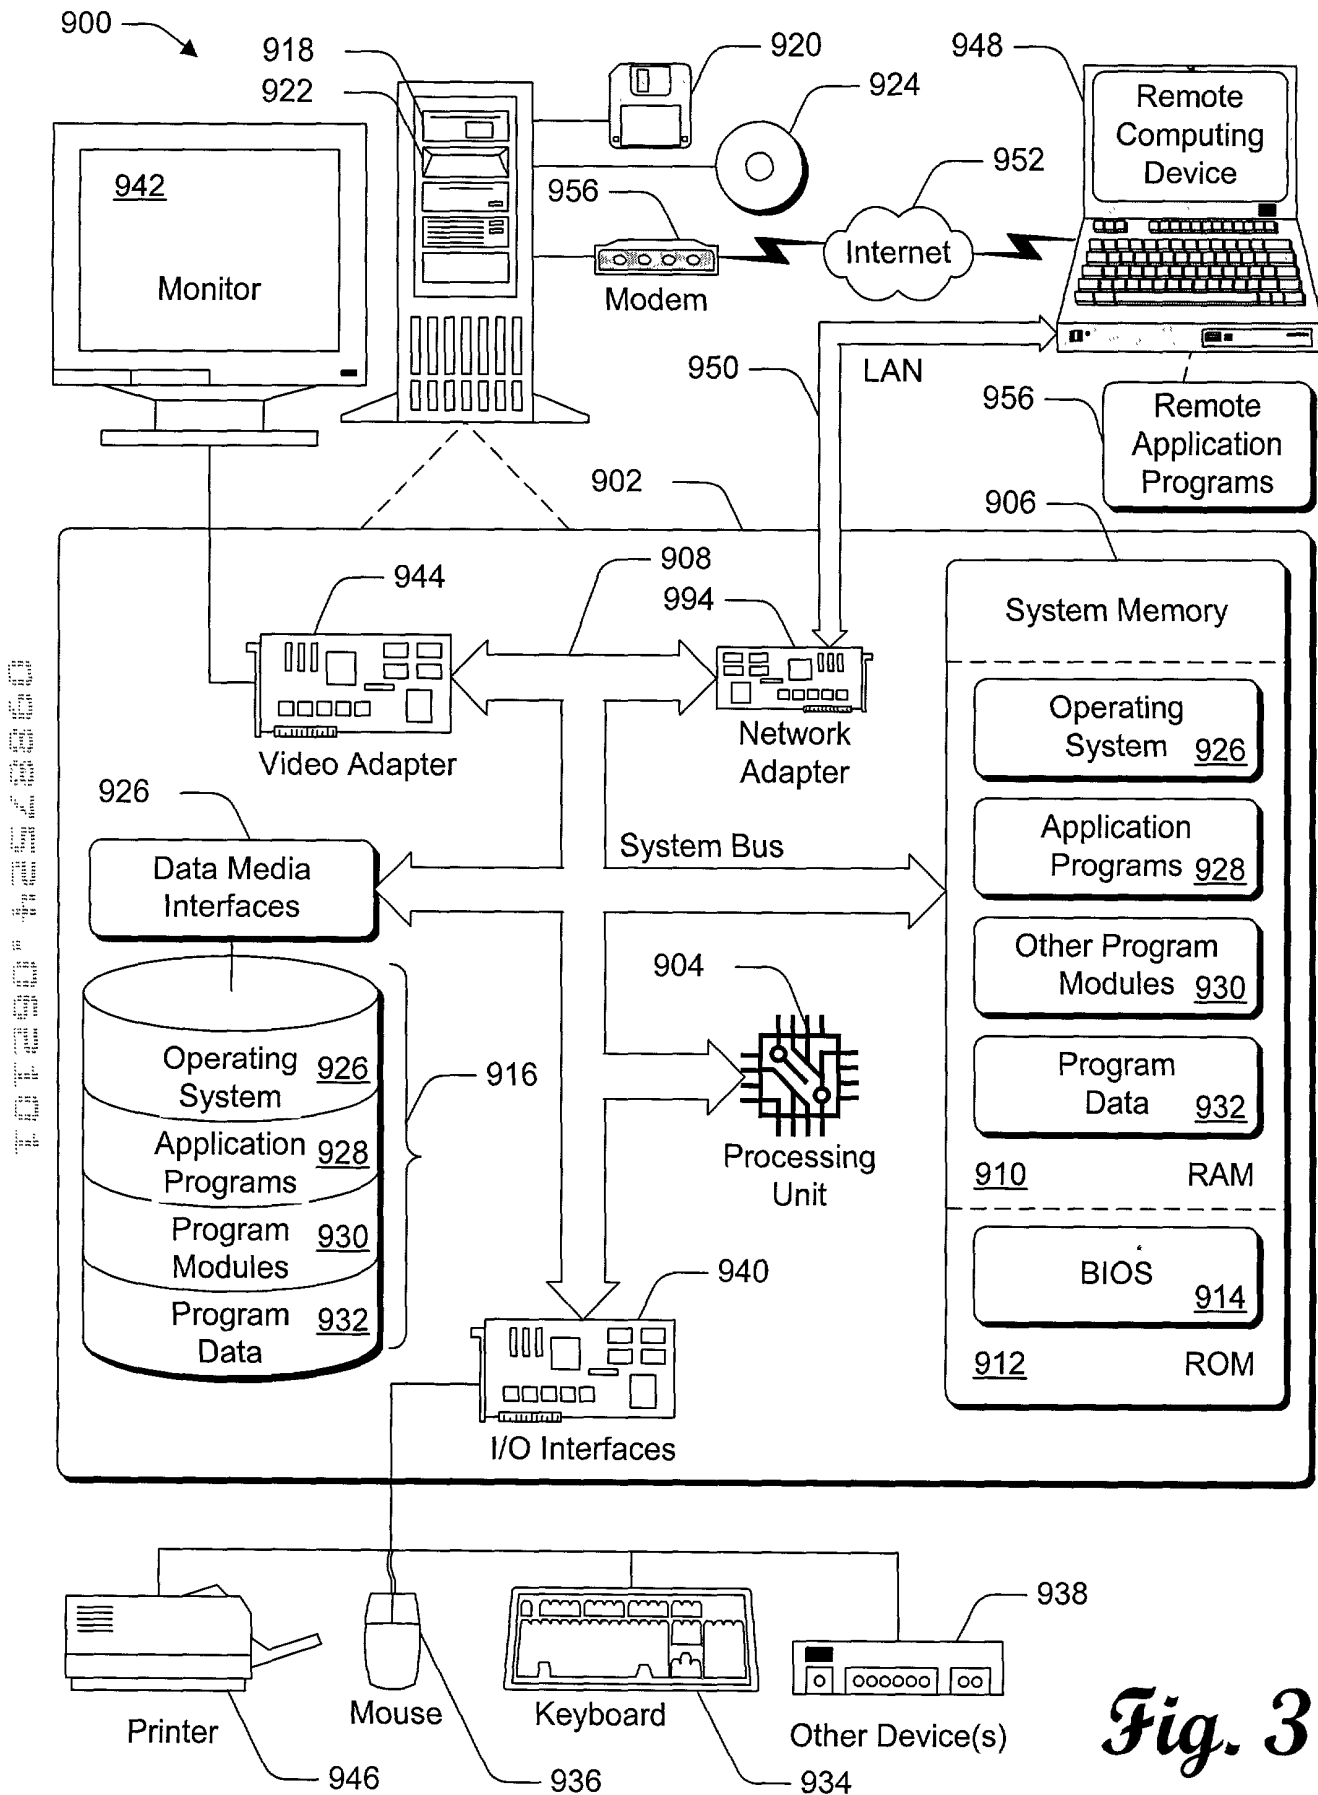 900
918
922
920
924
948
Remote
Computing
Device
942
Monitor
956
Modem
952
Internet
950
LAN
956
Remote
Application
Programs
902
906
908
944
994
Video Adapter
Network
Adapter
System Memory
Operating
System 926
Application
Programs 928
Other Program
Modules 930
Program
Data 932
910 RAM
BIOS
914
912 ROM
926
Data Media
Interfaces
System Bus
904
Processing
Unit
Operating
System 926
916
Application
Programs 928
Program
Modules 930
Program
Data 932
940
I/O Interfaces
Printer
946
Mouse
936
Keyboard
934
938
Other Device(s)
Fig. 3